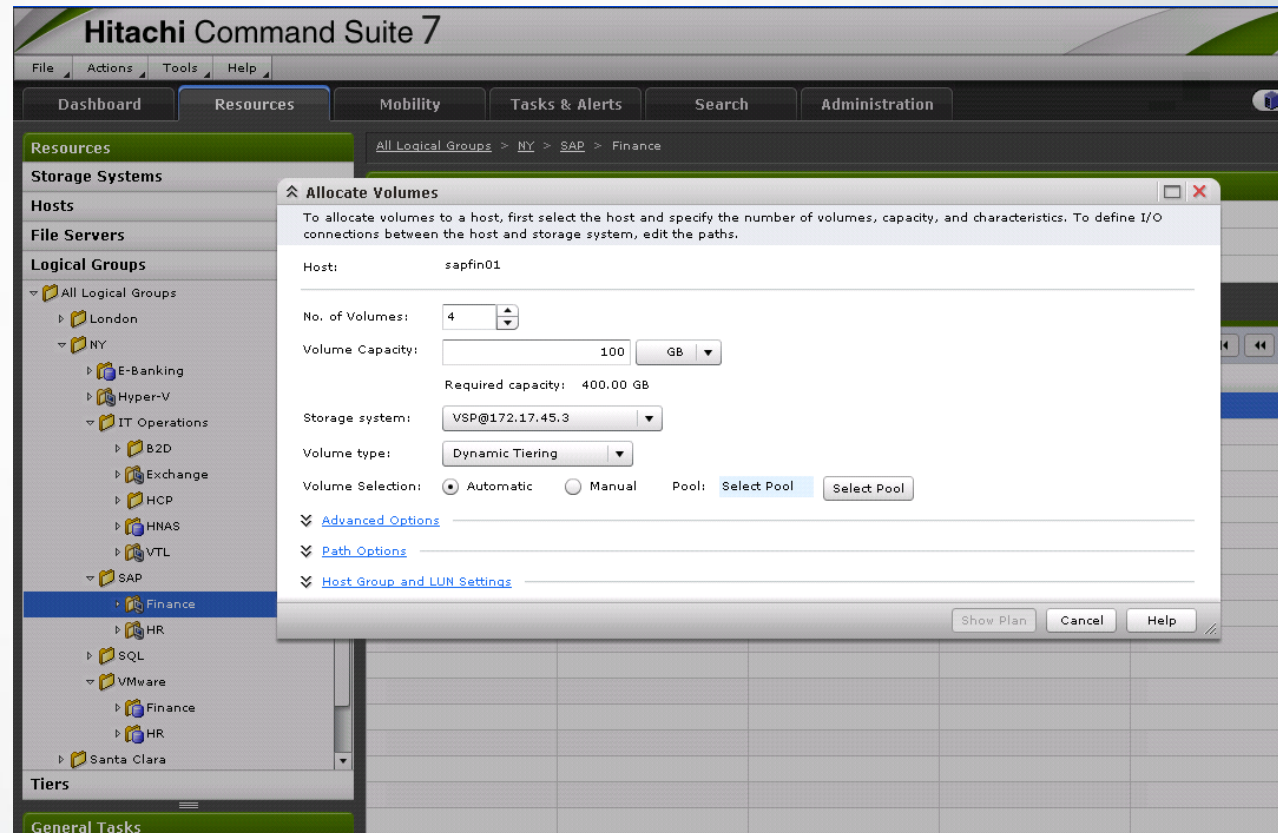 Hitachi Command Suite 7
File Actions Tools Help
Dashboard Resources Mobility Tasks & Alerts Search Administration
Resources
All Logical Groups > NY > SAP > Finance
Storage Systems
Hosts
File Servers
Logical Groups
All Logical Groups
London
NY
E-Banking
Hyper-V
IT Operations
B2D
Exchange
HCP
HNAS
VTL
SAP
Finance
HR
SQL
VMware
Finance
HR
Santa Clara
Tiers
General Tasks
Allocate Volumes
To allocate volumes to a host, first select the host and specify the number of volumes, capacity, and characteristics. To define I/O
connections between the host and storage system, edit the paths.
Host: sapfin01
No. of Volumes: 4
Volume Capacity: 100 GB
Required capacity: 400.00 GB
Storage system: VSP@172.17.45.3
Volume type: Dynamic Tiering
Volume Selection: Automatic Manual Pool: Select Pool Select Pool
Advanced Options
Path Options
Host Group and LUN Settings
Show Plan Cancel Help